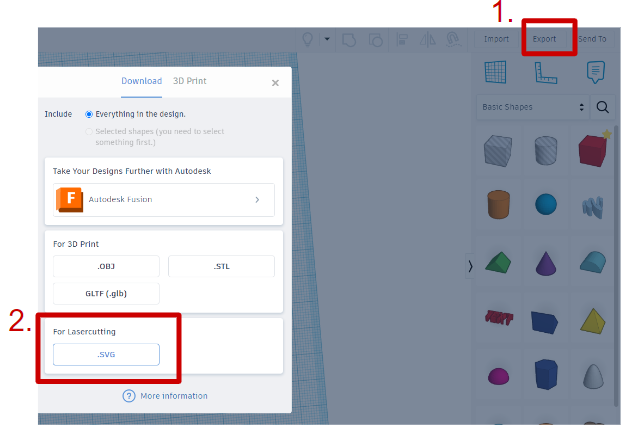 1.
Import
Export
Send To
Download
3D Print
Include
Everything in the design.
Selected shapes (you need to select
something first.)
Basic Shapes
Take Your Designs Further with Autodesk
F
Autodesk Fusion
For 3D Print
.OBJ
.STL
GLTF (.glb)
2.
For Lasercutting
.SVG
? More information